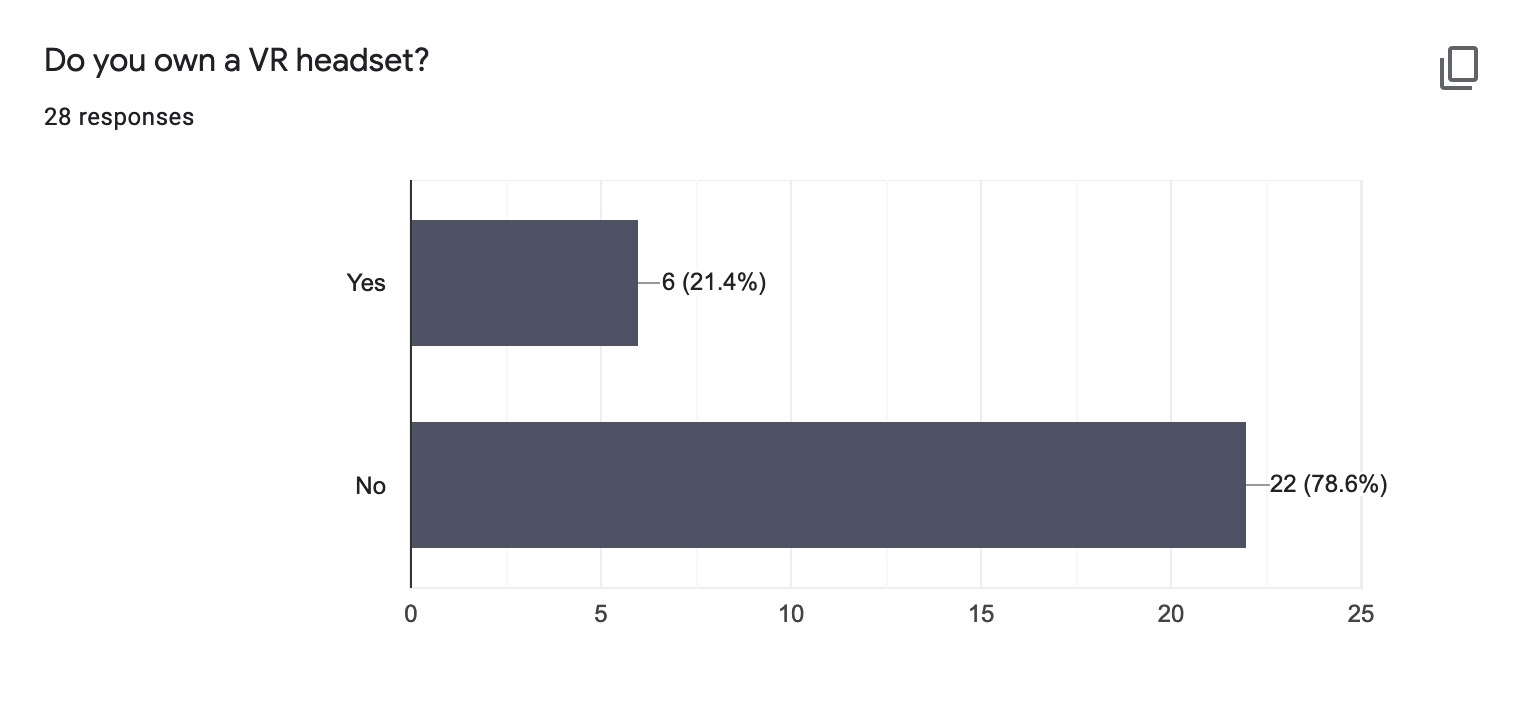 Do you own a VR headset?
28 responses
Yes
6 (21.4%)
No
22 (78.6%)
0 5 10 15 20 25